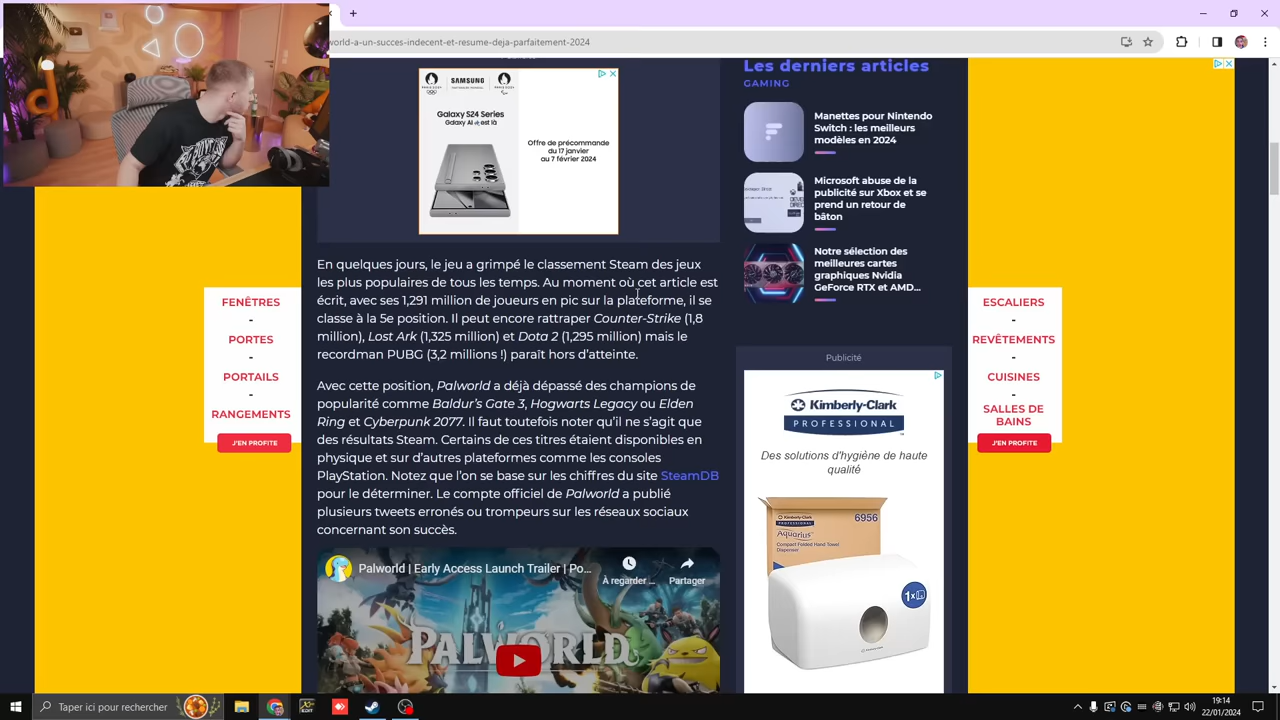 world-a-un-succes-indecent-et-resume-deja-parfaitement-2024
SAMSUNG
Galaxy S24 Series
Galaxy AI est là
Offre de précommande
du 17 janvier
au 7 février 2024
En quelques jours, le jeu a grimpé le classement Steam des jeux
les plus populaires de tous les temps. Au moment où cet article est
écrit, avec ses 1,291 million de joueurs en pic sur la plateforme, il se
classe à la 5e position. Il peut encore rattraper Counter-Strike (1,8
million), Lost Ark (1,325 million) et Dota 2 (1,295 million) mais le
recordman PUBG (3,2 millions !) paraît hors d’atteinte.
Avec cette position, Palworld a déjà dépassé des champions de
popularité comme Baldur’s Gate 3, Hogwarts Legacy ou Elden
Ring et Cyberpunk 2077. Il faut toutefois noter qu’il ne s’agit que
des résultats Steam. Certains de ces titres étaient disponibles en
physique et sur d’autres plateformes comme les consoles
PlayStation. Notez que l’on se base sur les chiffres du site SteamDB
pour le déterminer. Le compte officiel de Palworld a publié
plusieurs tweets erronés ou trompeurs sur les réseaux sociaux
concernant son succès.
Palworld | Early Access Launch Trailer | Po...
À regarder ...
Partager
PALWORLD
Les derniers articles
GAMING
Manettes pour Nintendo
Switch : les meilleurs
modèles en 2024
Microsoft abuse de la
publicité sur Xbox et se
prend un retour de
bâton
Notre sélection des
meilleures cartes
graphiques Nvidia
GeForce RTX et AMD...
Publicité
Kimberly-Clark
PROFESSIONAL
Des solutions d'hygiène de haute
qualité
Kimberly-Clark
PROFESSIONAL
6956
Aquarius
Compact Folded Hand Towel
Dispenser
1x
FENÊTRES
-
PORTES
-
PORTAILS
-
RANGEMENTS
J'EN PROFITE
ESCALIERS
-
REVÊTEMENTS
-
CUISINES
-
SALLES DE
BAINS
J'EN PROFITE
Taper ici pour rechercher
19:14
22/01/2024